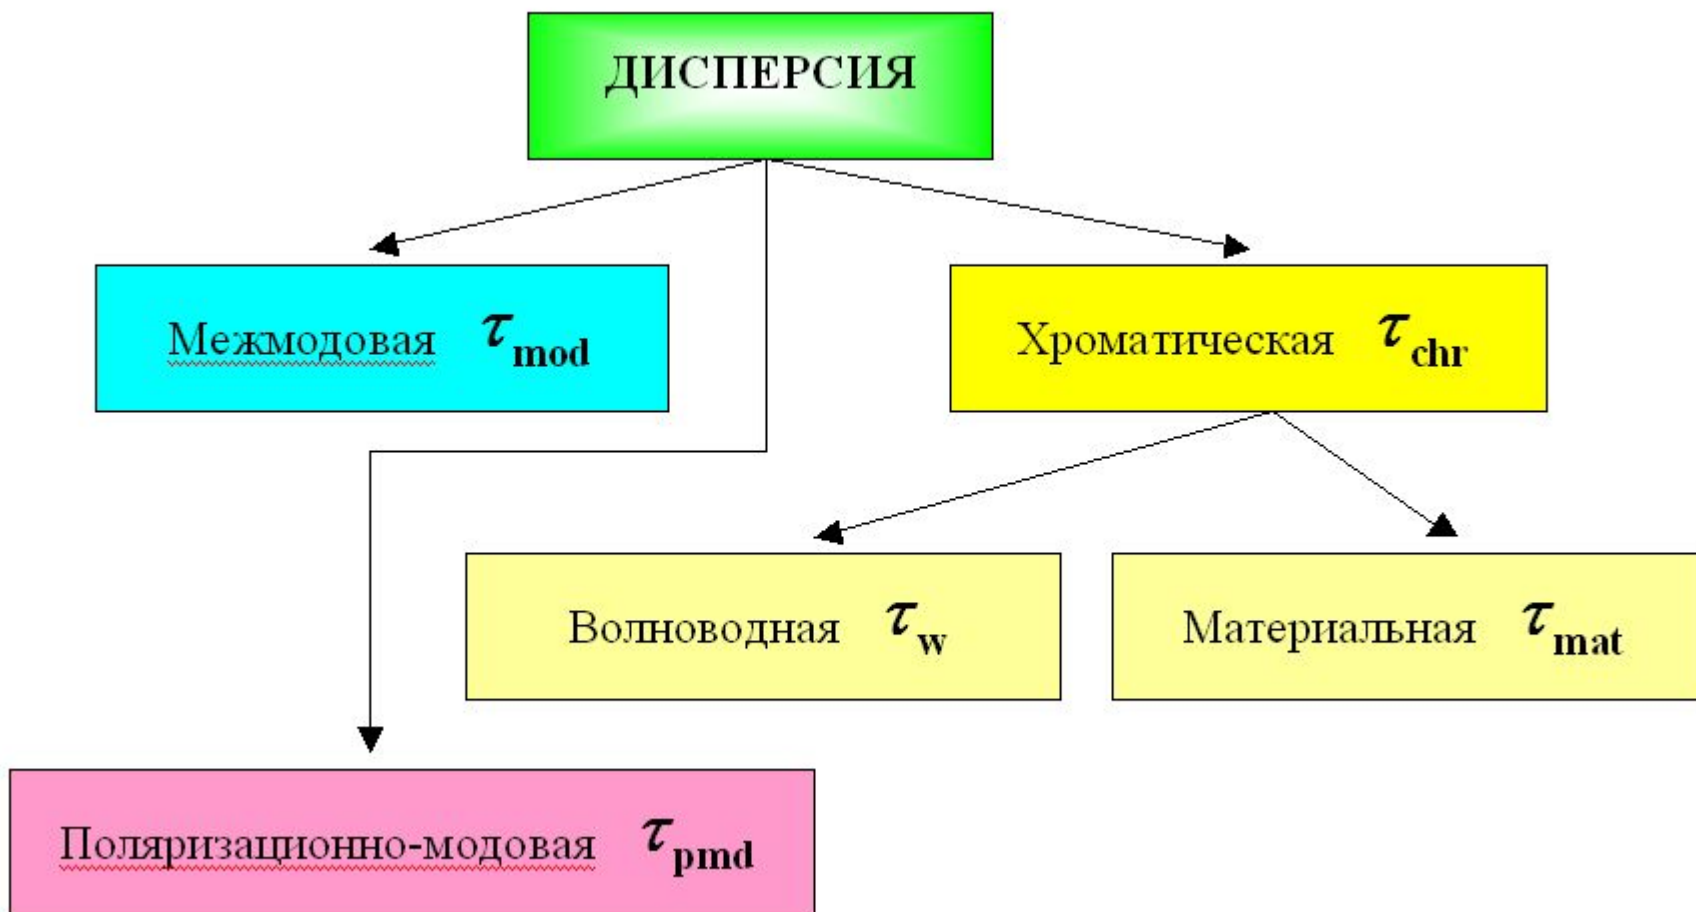 ДИСПЕРСИЯ
Межмодовая τmod
Хроматическая τchr
Волноводная τw
Материальная τmat
Поляризационно-модовая τpmd